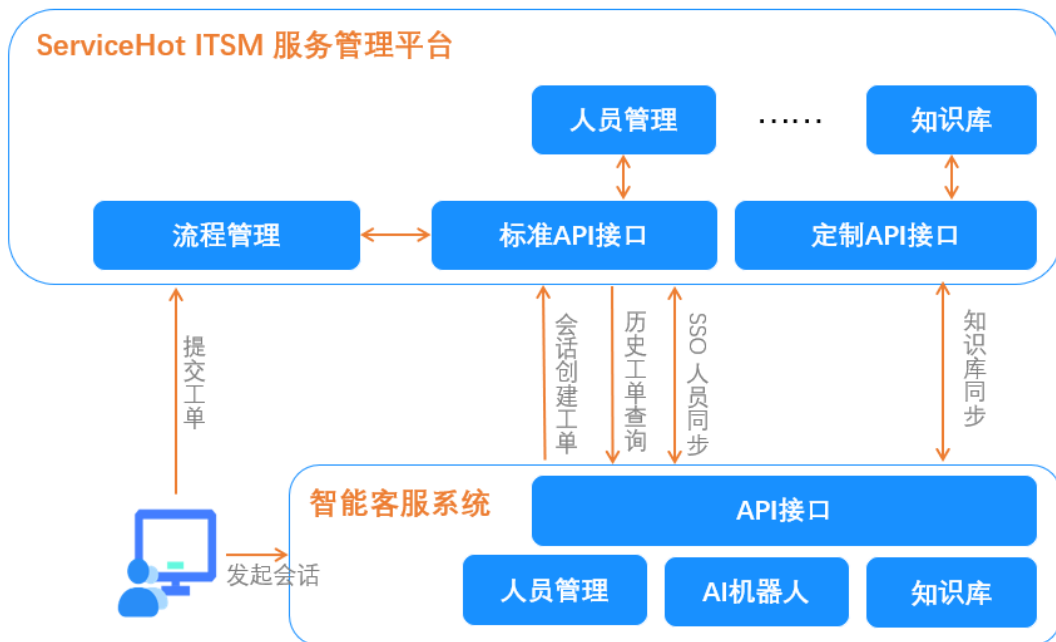 ServiceHot ITSM 服务管理平台
人员管理
……
知识库
流程管理
标准API接口
定制API接口
提交工单
会话创建工单
历史工单查询
SSO 人员同步
知识库同步
智能客服系统
API接口
发起会话
人员管理
AI机器人
知识库